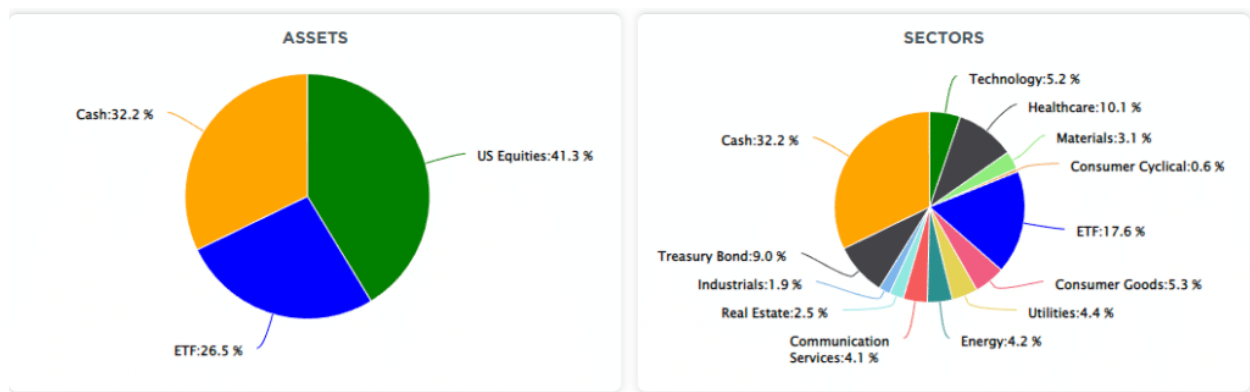 ASSETS
Cash:32.2 %
US Equities:41.3 %
ETF:26.5 %
SECTORS
Technology:5.2 %
Healthcare:10.1 %
Materials:3.1 %
Consumer Cyclical:0.6 %
ETF:17.6 %
Consumer Goods:5.3 %
Utilities:4.4 %
Energy:4.2 %
Communication
Services:4.1 %
Real Estate:2.5 %
Industrials:1.9 %
Treasury Bond:9.0 %
Cash:32.2 %